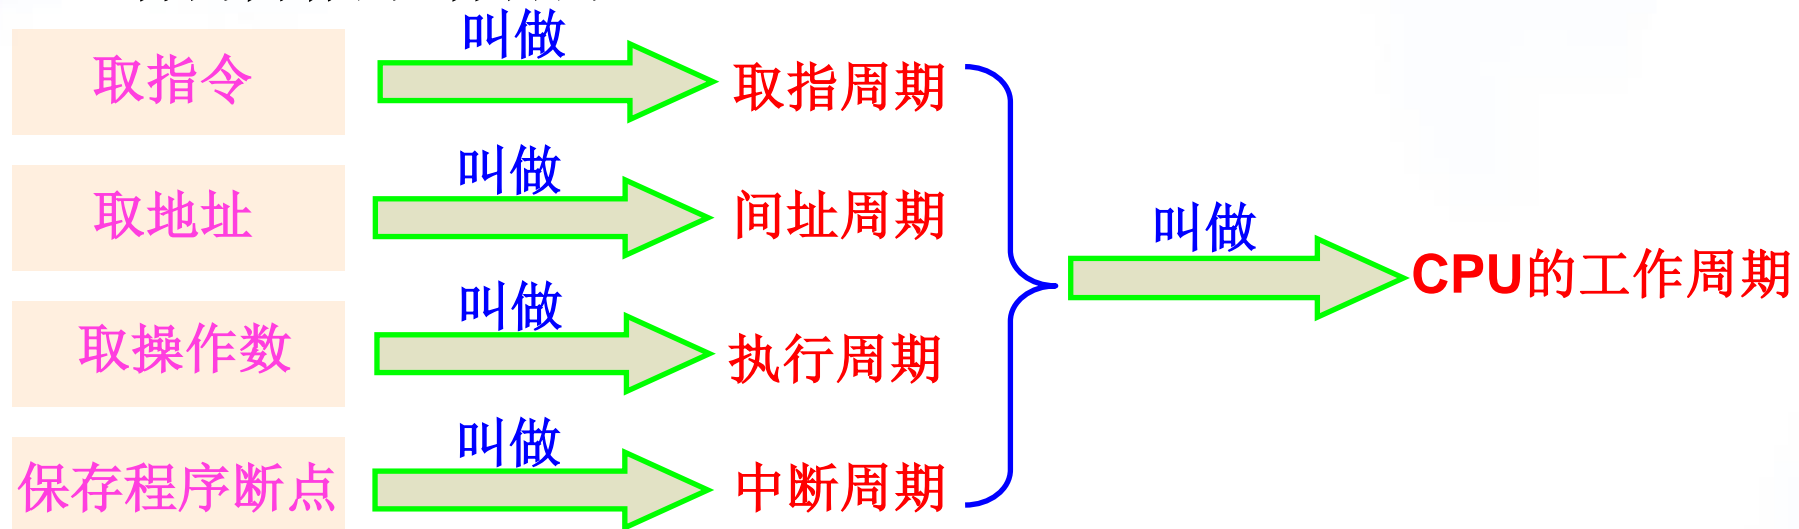 取指令 叫做 取指周期
取地址 叫做 间址周期
取操作数 叫做 执行周期
保存程序断点 叫做 中断周期
叫做 CPU的工作周期